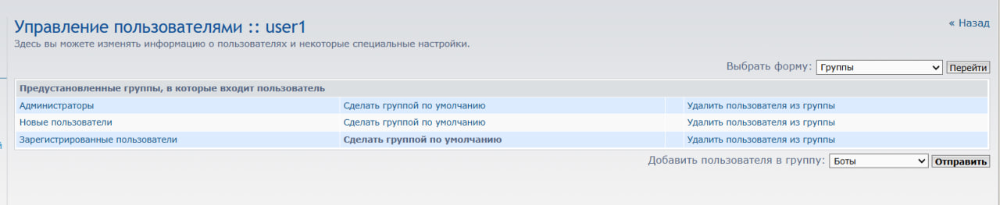 Управление пользователями :: user1
« Назад
Здесь вы можете изменять информацию о пользователях и некоторые специальные настройки.
Выбрать форму: Группы Перейти
Предустановленные группы, в которые входит пользователь
Администраторы Сделать группой по умолчанию Удалить пользователя из группы
Новые пользователи Сделать группой по умолчанию Удалить пользователя из группы
Зарегистрированные пользователи Сделать группой по умолчанию Удалить пользователя из группы
Добавить пользователя в группу: Боты Отправить